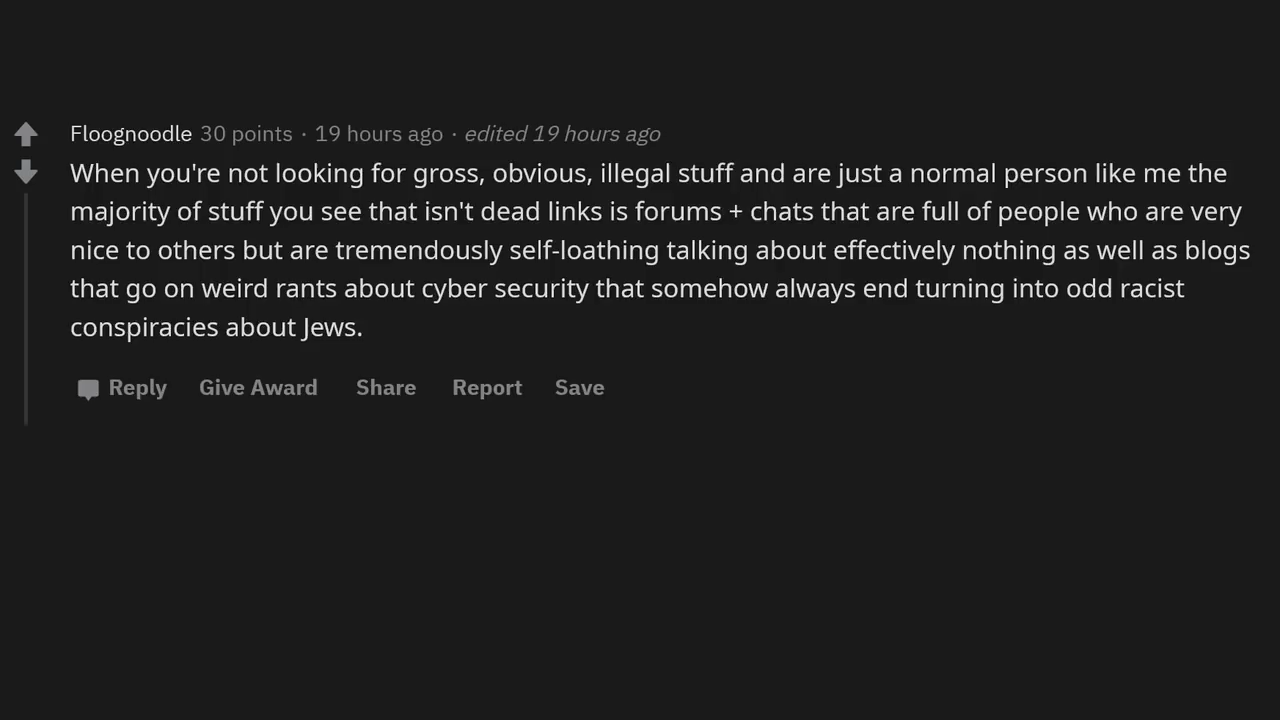 Floognoodle 30 points · 19 hours ago · edited 19 hours ago
When you're not looking for gross, obvious, illegal stuff and are just a normal person like me the
majority of stuff you see that isn't dead links is forums + chats that are full of people who are very
nice to others but are tremendously self-loathing talking about effectively nothing as well as blogs
that go on weird rants about cyber security that somehow always end turning into odd racist
conspiracies about Jews.
Reply Give Award Share Report Save